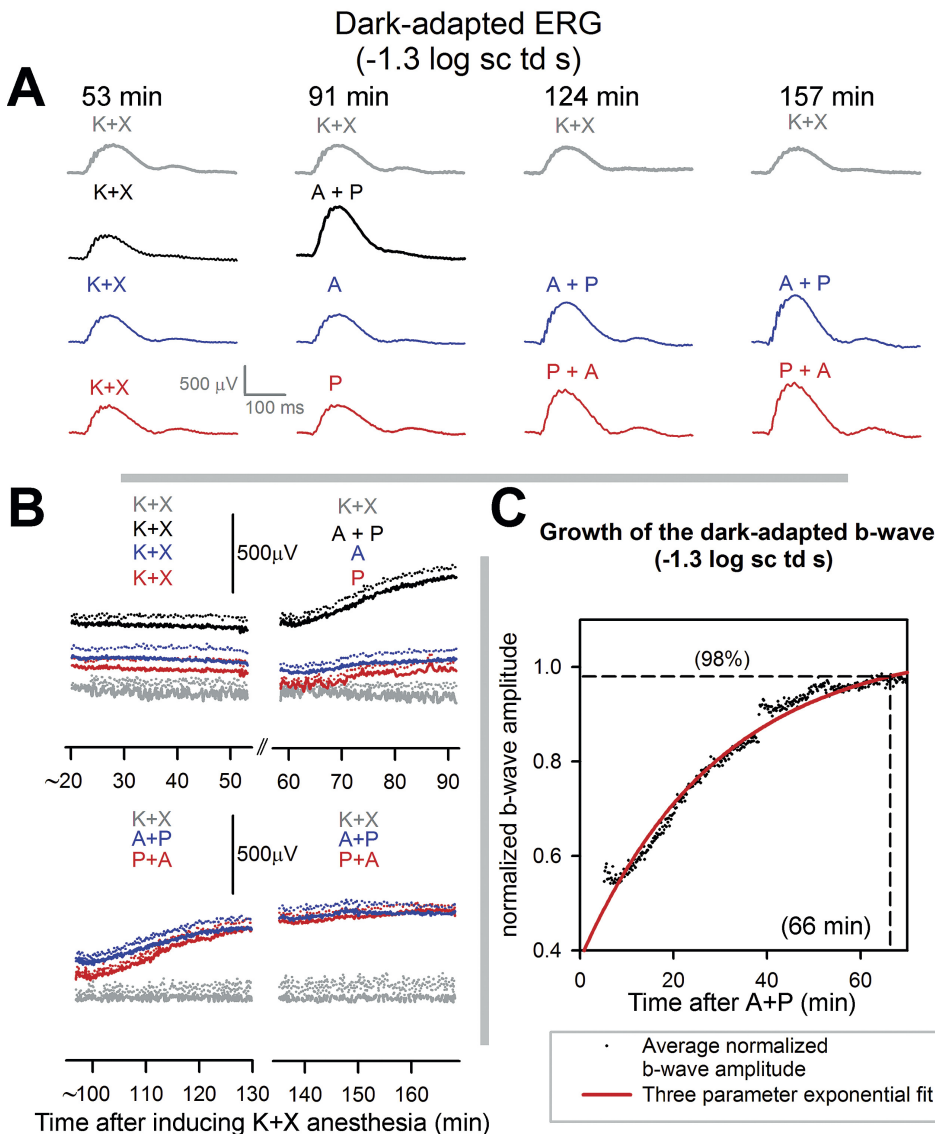 Dark-adapted ERG
(-1.3 log sc td s)
A
53 min 91 min 124 min 157 min
K+X K+X K+X K+X
K+X A + P
K+X A A + P A + P
K+X P P + A P + A
500 μV
100 ms
B
K+X
K+X
K+X
K+X
500μV
K+X
A + P
A
P
~20 30 40 50 // 60 70 80 90
K+X
A+P
P+A
500μV
K+X
A+P
P+A
~100 110 120 130 140 150 160
Time after inducing K+X anesthesia (min)
C
Growth of the dark-adapted b-wave
(-1.3 log sc td s)
normalized b-wave amplitude
1.0
0.8
0.6
0.4
(98%)
(66 min)
0 20 40 60
Time after A+P (min)
Average normalized
b-wave amplitude
Three parameter exponential fit